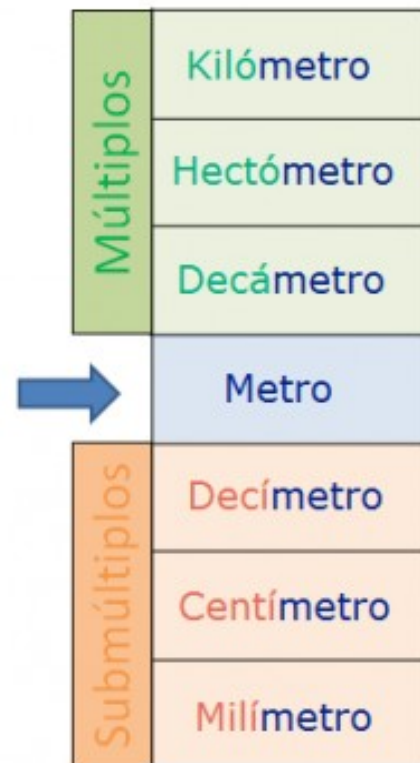 Múltiplos
Kilómetro
Hectómetro
Decámetro
Metro
Submúltiplos
Decímetro
Centímetro
Milímetro